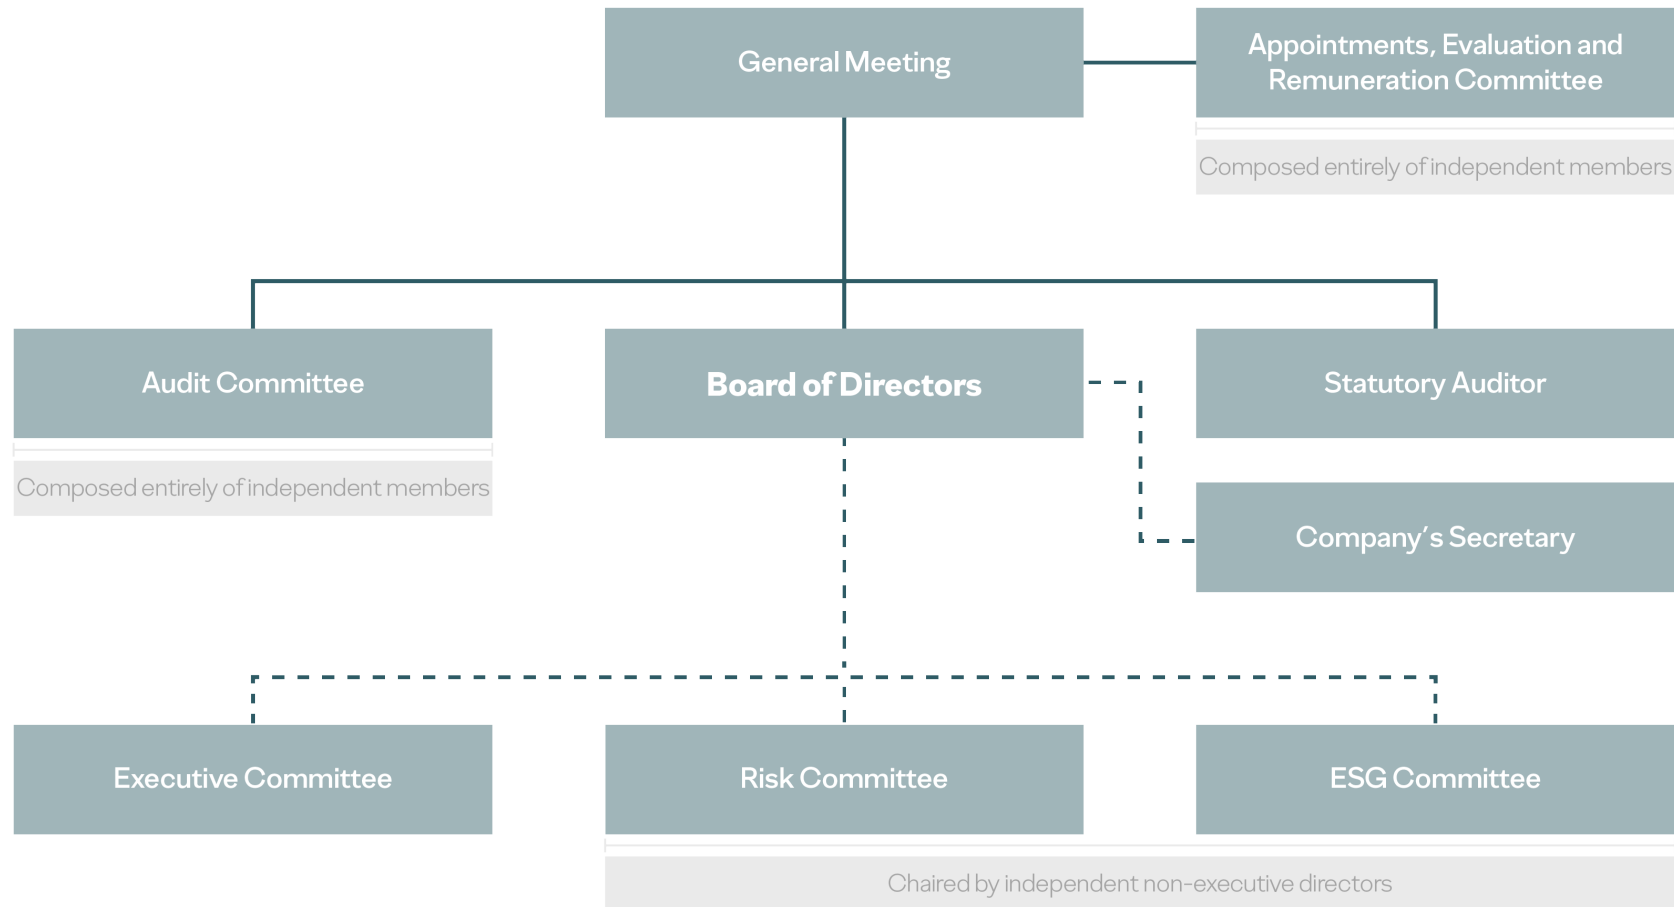 General Meeting
Appointments, Evaluation and
Remuneration Committee
Composed entirely of independent members
Audit Committee
Board of Directors
Statutory Auditor
Composed entirely of independent members
Company's Secretary
Executive Committee
Risk Committee
ESG Committee
Chaired by independent non-executive directors